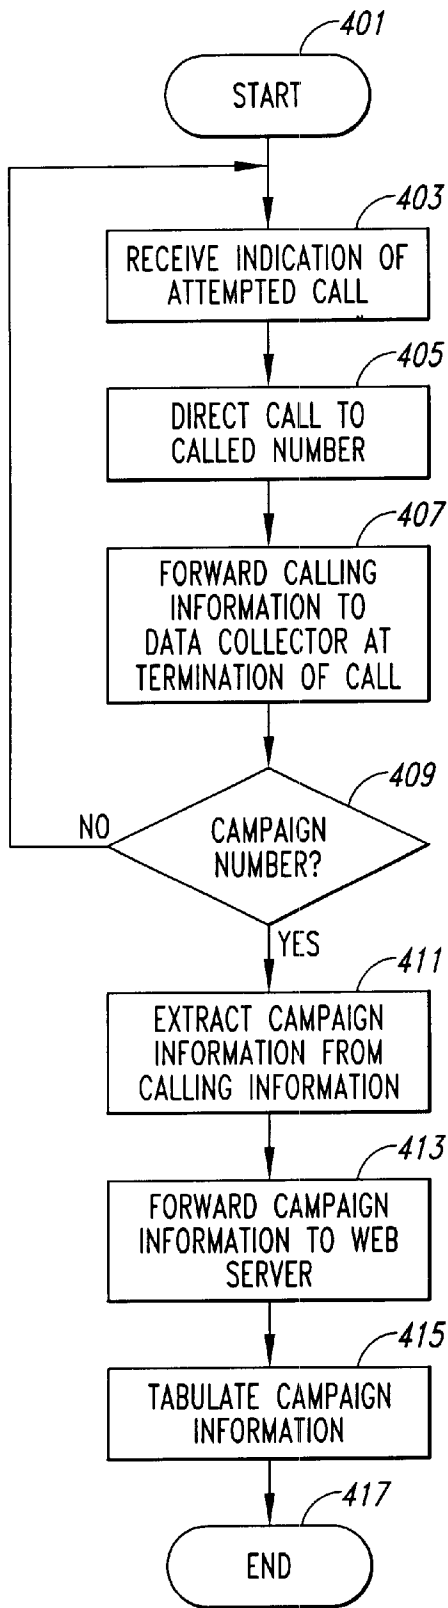 401
START
403
RECEIVE INDICATION OF
ATTEMPTED CALL
405
DIRECT CALL TO
CALLED NUMBER
407
FORWARD CALLING
INFORMATION TO
DATA COLLECTOR AT
TERMINATION OF CALL
409
CAMPAIGN
NUMBER?
NO
YES
411
EXTRACT CAMPAIGN
INFORMATION FROM
CALLING INFORMATION
413
FORWARD CAMPAIGN
INFORMATION TO WEB
SERVER
415
TABULATE CAMPAIGN
INFORMATION
417
END